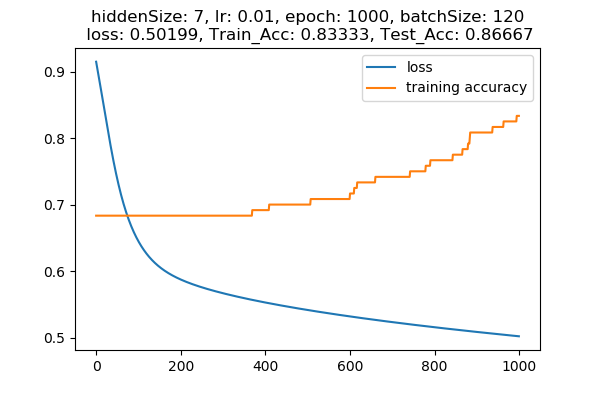 hiddenSize: 7, lr: 0.01, epoch: 1000, batchSize: 120
loss: 0.50199, Train_Acc: 0.83333, Test_Acc: 0.86667
loss
training accuracy
0.9
0.8
0.7
0.6
0.5
0 200 400 600 800 1000